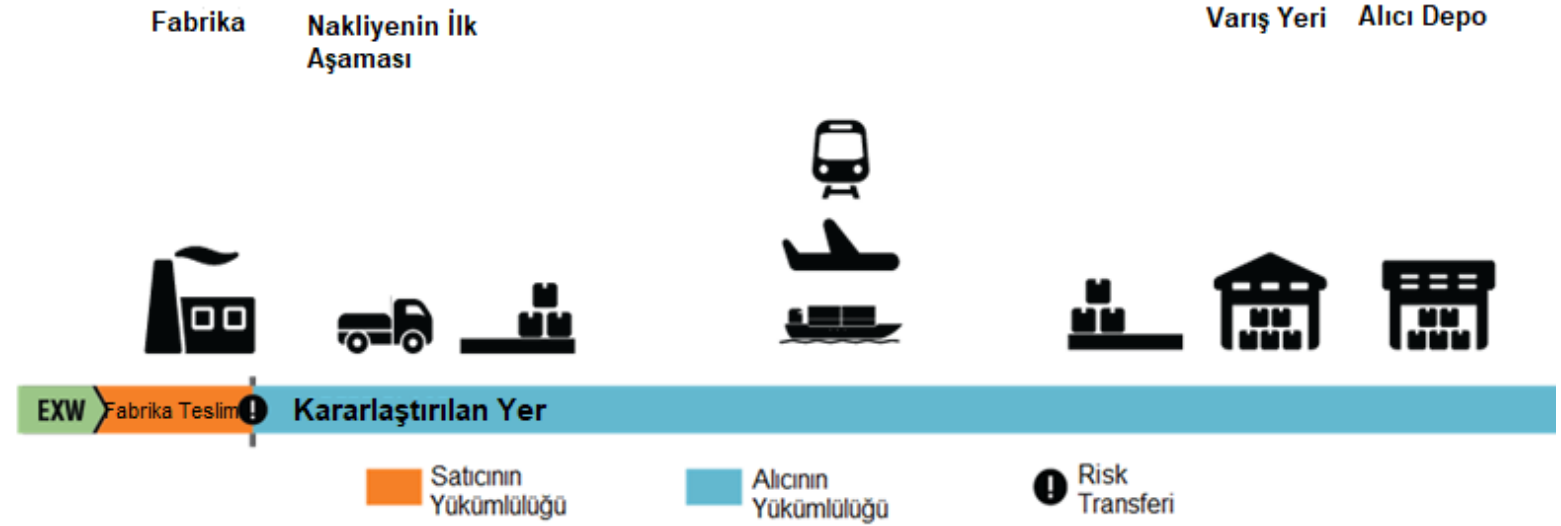 Fabrika
Nakliyenin İlk
Aşaması
Varış Yeri
Alıcı Depo
EXW
Fabrika Teslim
Kararlaştırılan Yer
Satıcının
Yükümlülüğü
Alıcının
Yükümlülüğü
Risk
Transferi